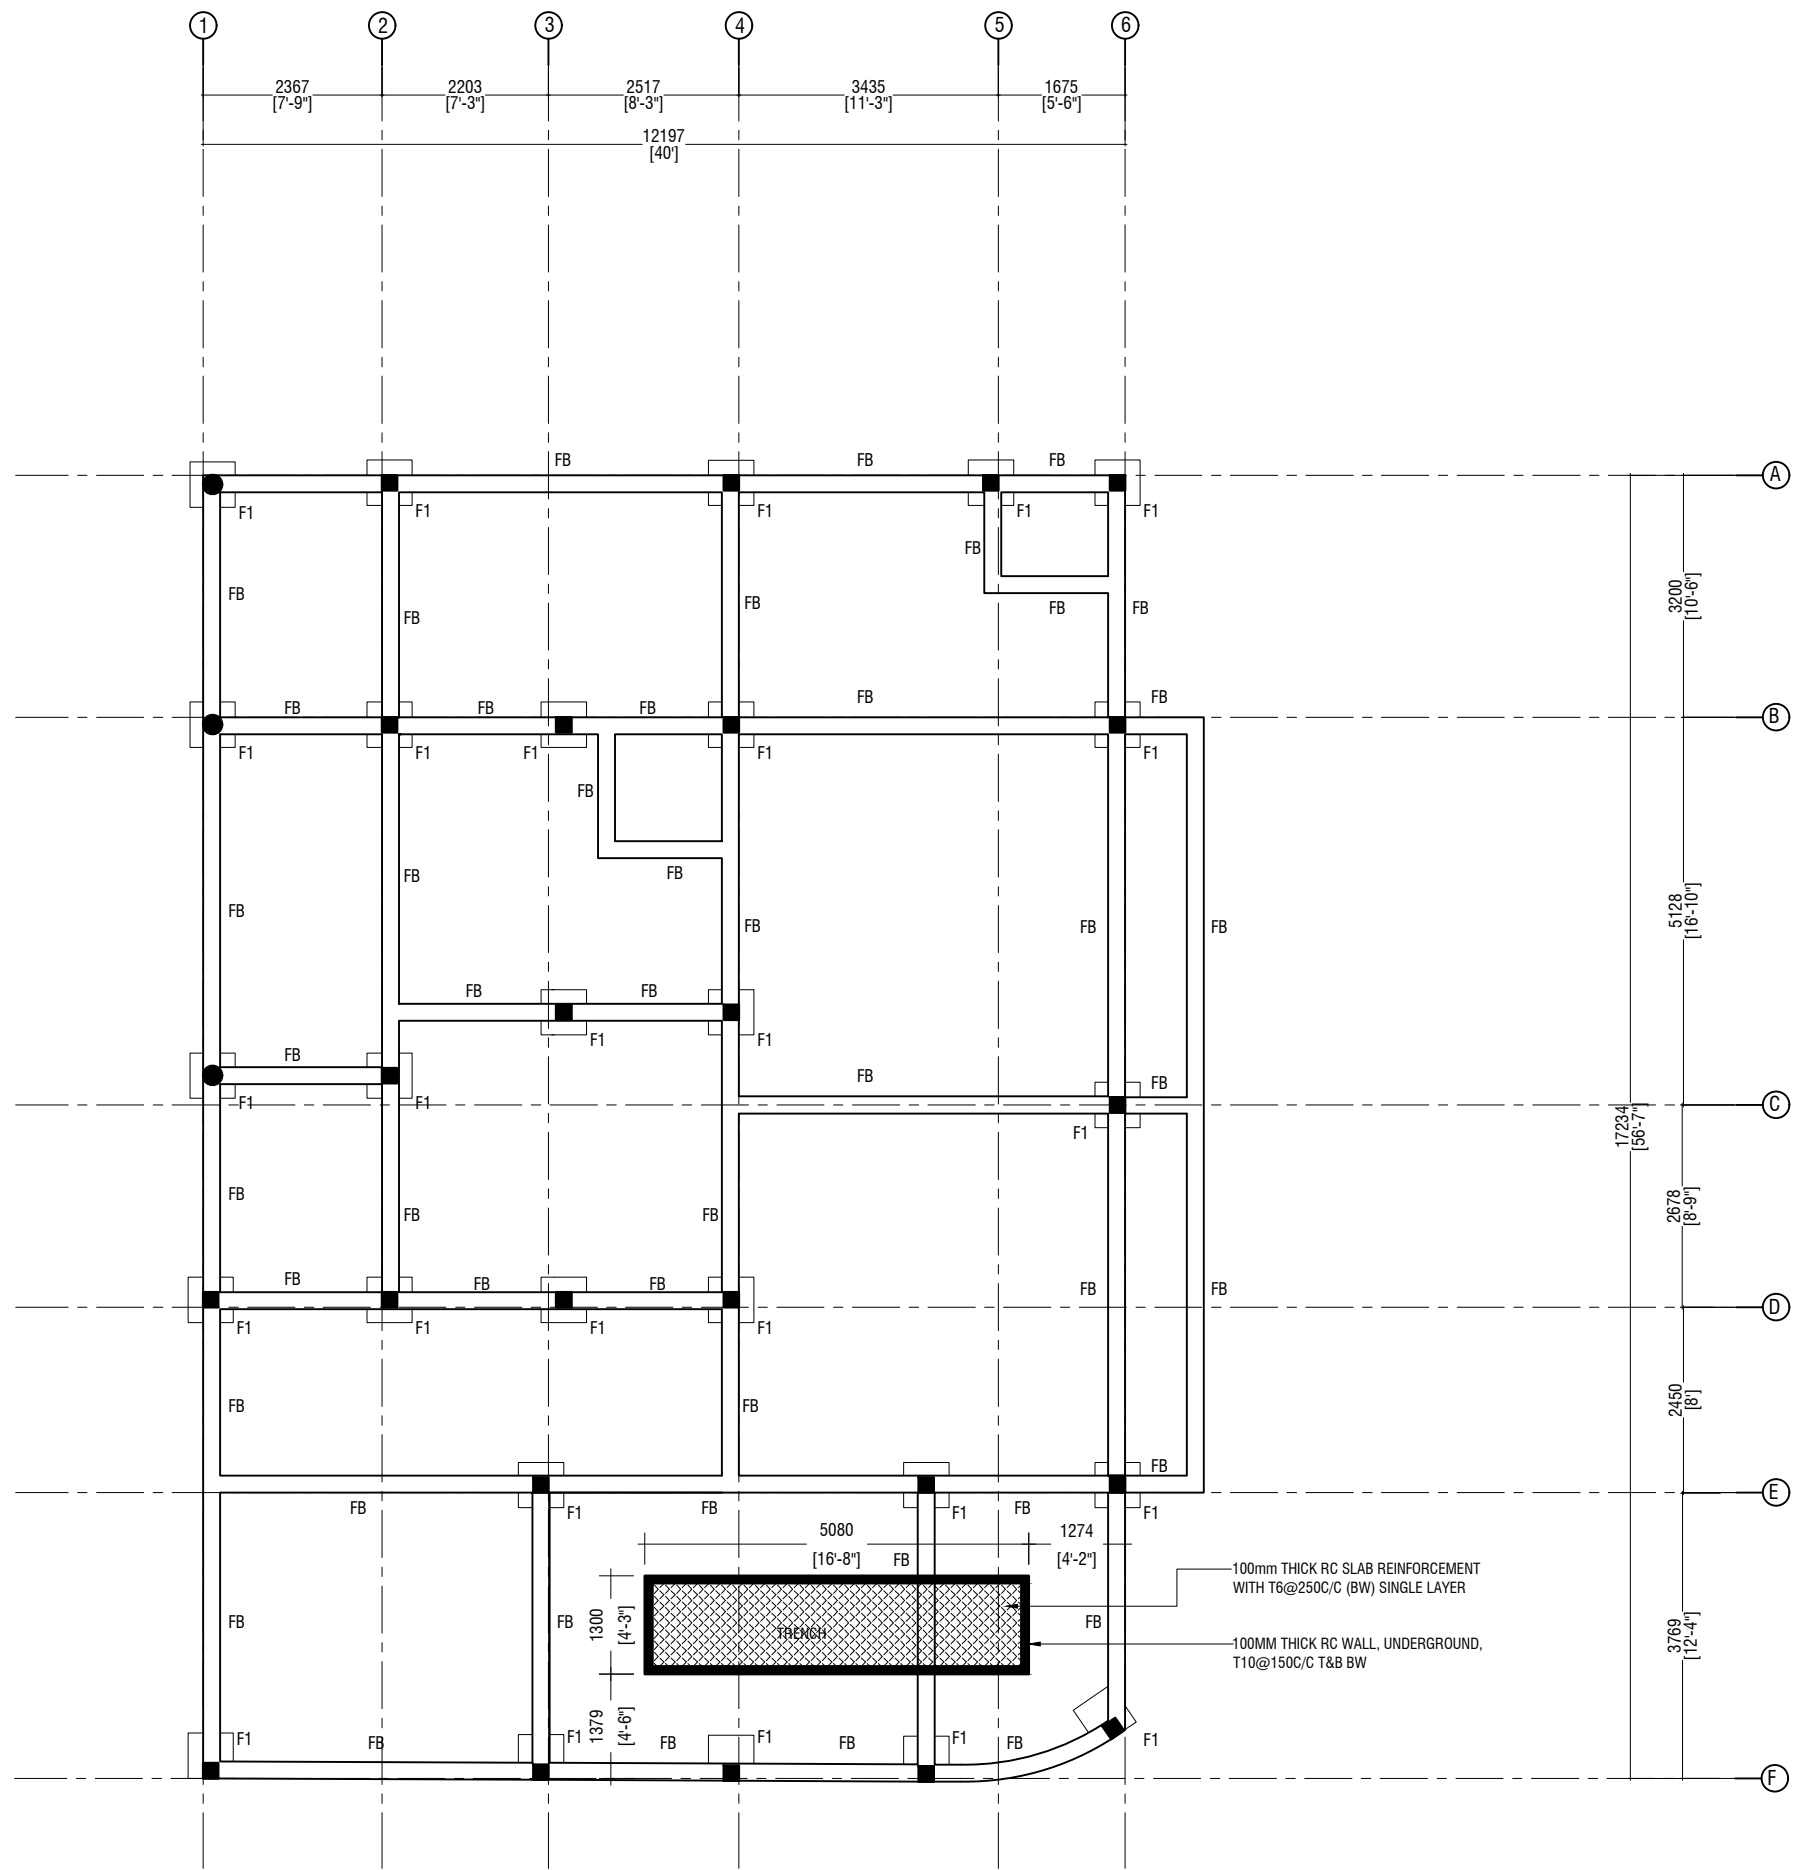 1 2 3 4 5 6
2367 2203 2517 3435 1675
[7'-9"] [7'-3"] [8'-3"] [11'-3"] [5'-6"]
12197
[40']
FB FB FB
A
F1 F1 F1 F1 F1
FB
FB FB FB FB FB
3200
[10'-6"]
FB FB FB FB FB
B
F1 F1 F1 F1 F1
FB
FB
FB FB FB FB FB
5128
[16'-10"]
FB FB
F1 F1
FB FB FB
F1 F1
C
F1
17234
[56'-7"]
FB FB FB
2678
[8'-9"]
FB FB FB FB FB
D
F1 F1 F1 F1
FB FB
2450
[8']
FB
E
FB F1 FB F1 FB F1
5080 1274
[16'-8"] [4'-2"]
FB
100mm THICK RC SLAB REINFORCEMENT
WITH T6@250C/C (BW) SINGLE LAYER
FB FB FB
1300
[4'-3"]
TRENCH
100MM THICK RC WALL, UNDERGROUND,
T10@150C/C T&B BW
3769
[12'-4"]
1379
[4'-6"]
F1 F1 F1 F1 F1
FB FB FB FB
F